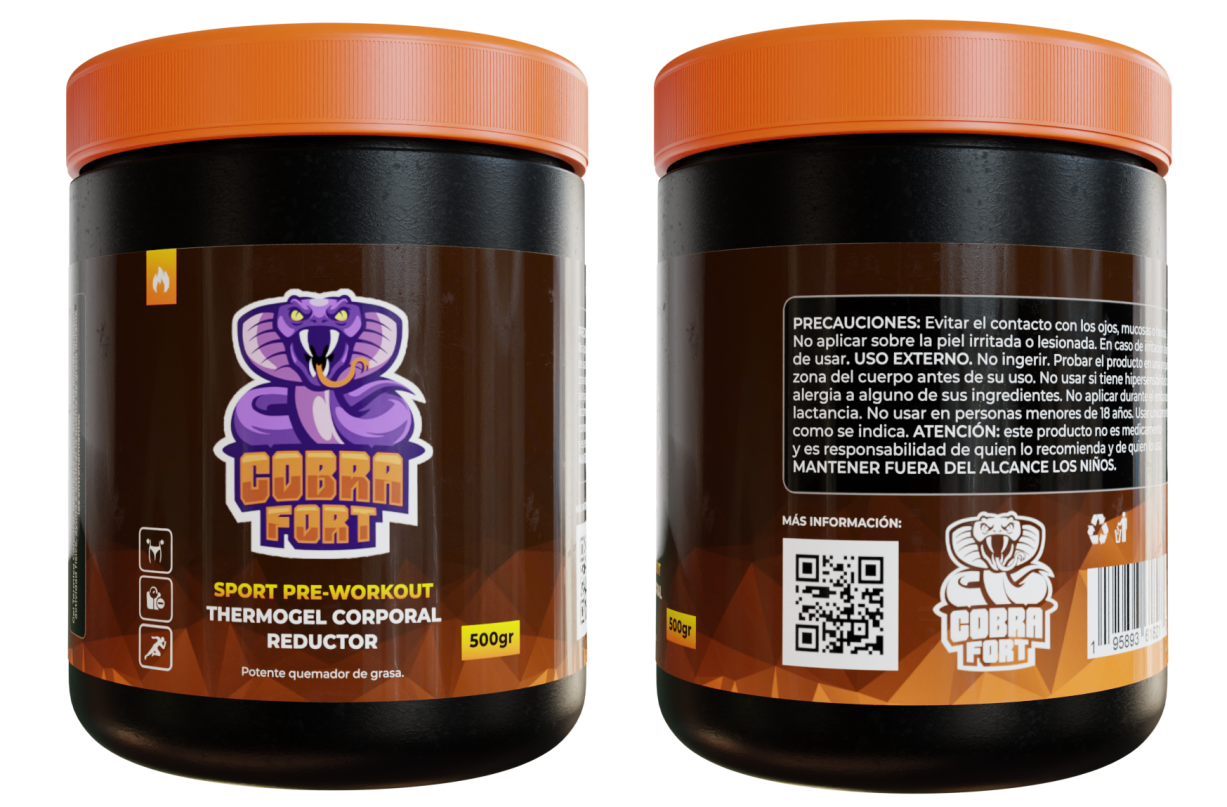 COBRA
FORT
SPORT PRE-WORKOUT
THERMOGEL CORPORAL
REDUCTOR
500gr
Potente quemador de grasa.
PRECAUCIONES: Evitar el contacto con los ojos, mucosas
No aplicar sobre la piel irritada o lesionada. En caso de
de usar. USO EXTERNO. No ingerir. Probar el producto en
zona del cuerpo antes de su uso. No usar si tiene
alergia a alguno de sus ingredientes. No aplicar durante
lactancia. No usar en personas menores de 18 años.
como se indica. ATENCIÓN: este producto no es
y es responsabilidad de quien lo recomienda y de quien
MANTENER FUERA DEL ALCANCE LOS NIÑOS.
MÁS INFORMACIÓN:
500gr
COBRA
FORT
1 95893